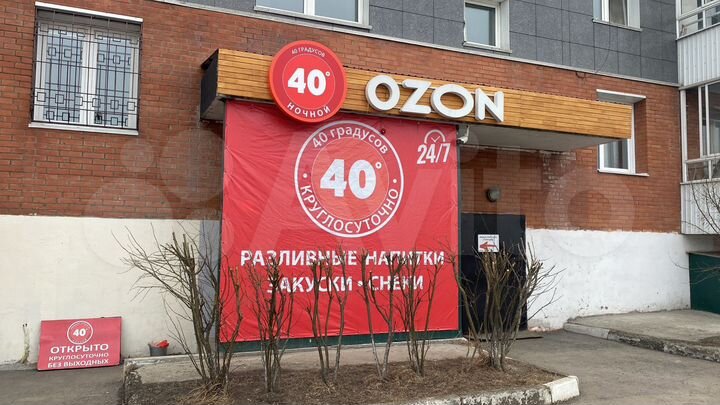 40 ГРАДУСОВ
40°
НОЧНОЙ
OZON
40 ГРАДУСОВ
40°
КРУГЛОСУТОЧНО
24/7
РАЗЛИВНЫЕ НАПИТКИ
ЗАКУСКИ • СНЕКИ
40°
ОТКРЫТО
КРУГЛОСУТОЧНО
БЕЗ ВЫХОДНЫХ
Avito